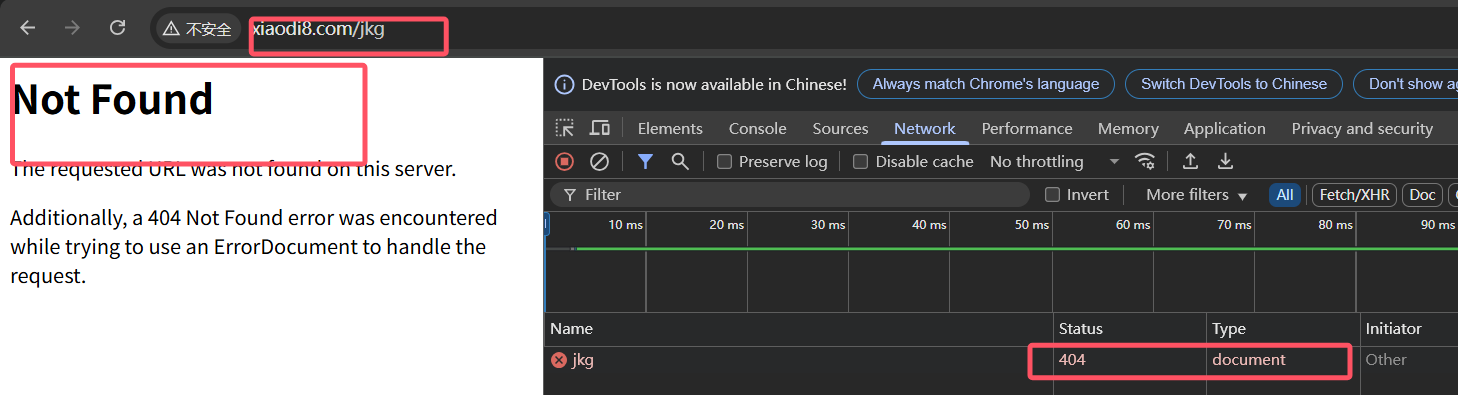 不安全 xiaodi8.com/jkg
Not Found
The requested URL was not found on this server.
Additionally, a 404 Not Found error was encountered
while trying to use an ErrorDocument to handle the
request.
DevTools is now available in Chinese! Always match Chrome's language Switch DevTools to Chinese Don't show ag
Elements Console Sources Network Performance Memory Application Privacy and security
Preserve log Disable cache No throttling
Filter Invert More filters All Fetch/XHR Doc
10 ms 20 ms 30 ms 40 ms 50 ms 60 ms 70 ms 80 ms 90 ms
Name Status Type Initiator
jkg 404 document Other